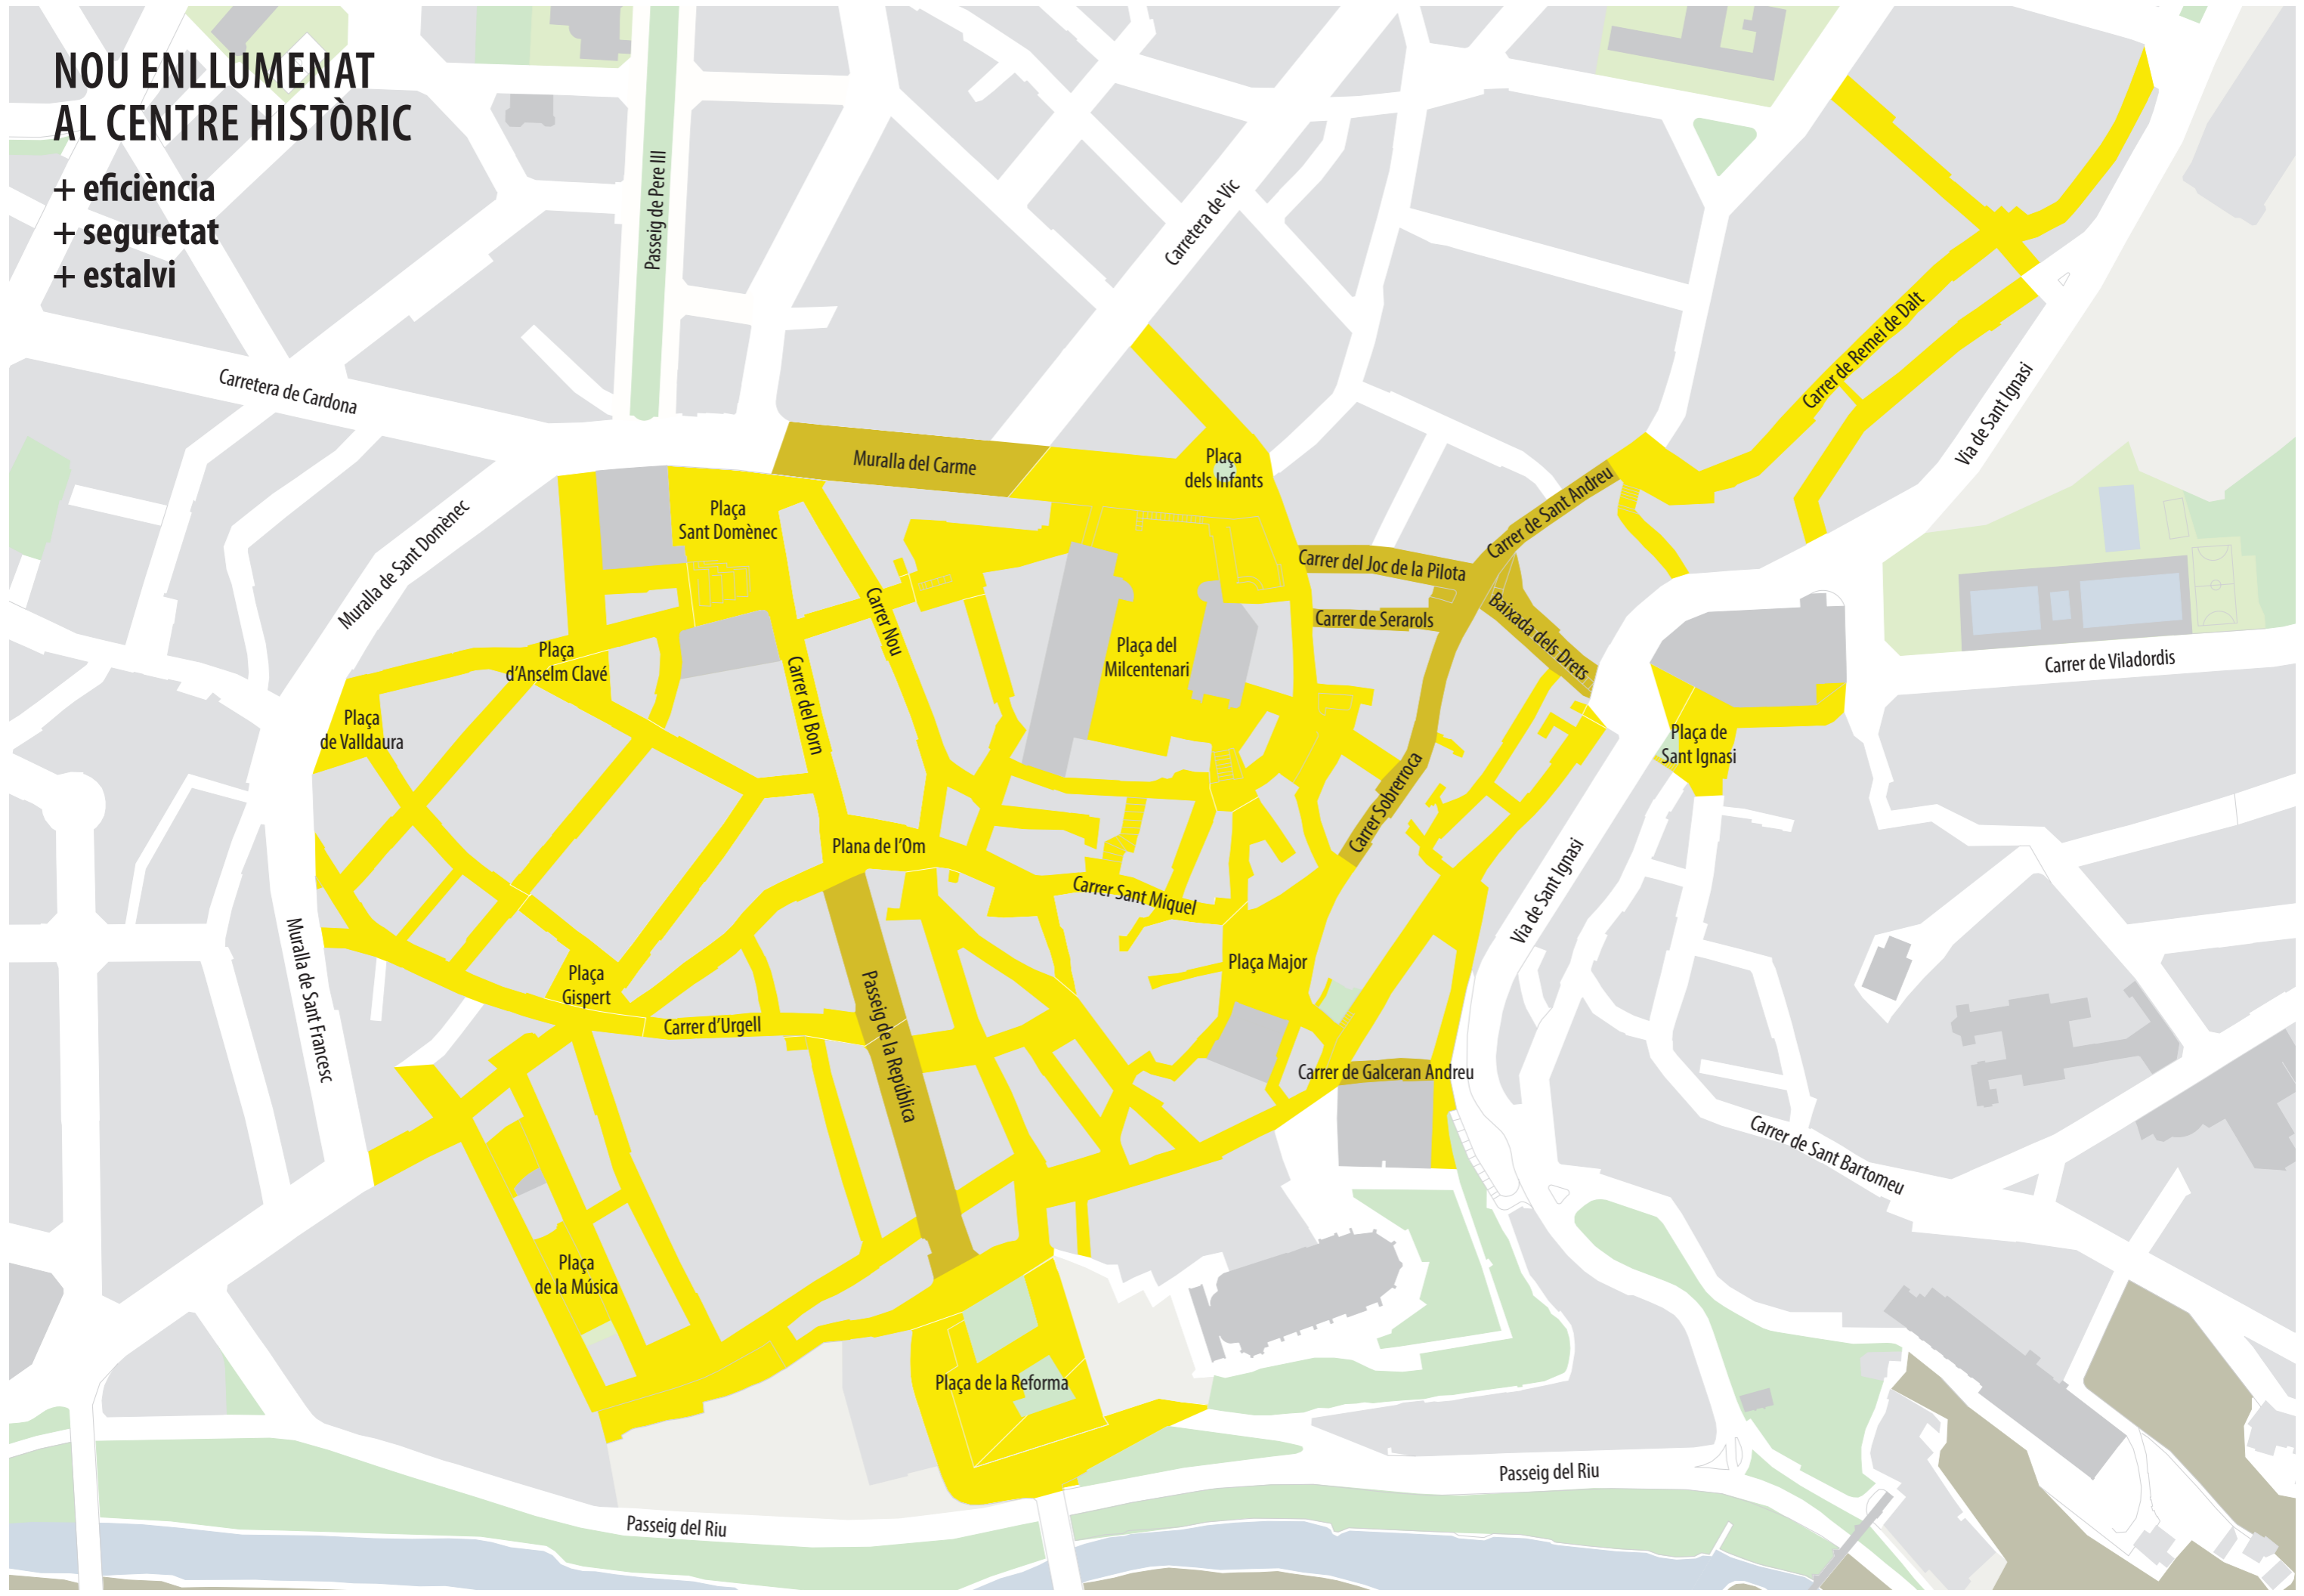 NOU ENLLUMENAT
AL CENTRE HISTÒRIC
+ eficiència
+ seguretat
+ estalvi
Passeig de Pere III
Carretera de Vic
Carretera de Cardona
Carrer de Remei de Dalt
Via de Sant Ignasi
Muralla del Carme
Plaça
dels Infants
Plaça
Sant Domènec
Muralla de Sant Domènec
Carrer de Sant Andreu
Carrer del Joc de la Pilota
Carrer de Serarols
Baixada dels Drets
Carrer Nou
Plaça
d'Anselm Clavé
Plaça del
Milcentenari
Carrer de Viladordis
Carrer del Born
Plaça
de Valldaura
Plaça de
Sant Ignasi
Carrer Sobrerroca
Plana de l'Om
Carrer Sant Miquel
Via de Sant Ignasi
Muralla de Sant Francesc
Plaça Major
Plaça
Gispert
Carrer d'Urgell
Passeig de la República
Carrer de Galceran Andreu
Carrer de Sant Bartomeu
Plaça
de la Música
Plaça de la Reforma
Passeig del Riu
Passeig del Riu